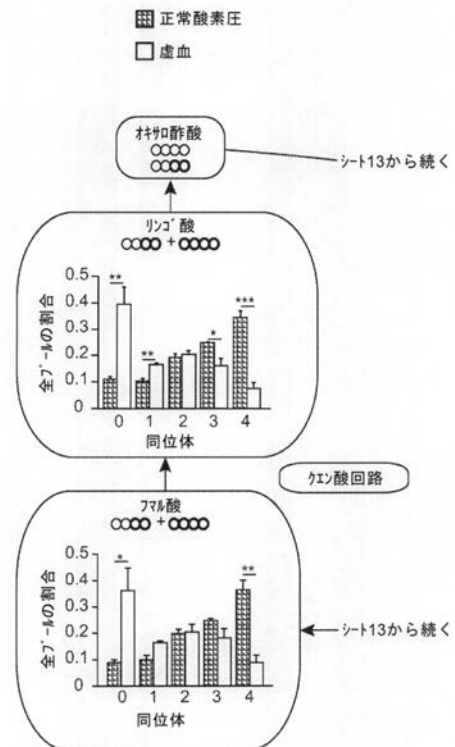 正常酸素圧
虚血
オキサロ酢酸
シート13から続く
リンゴ酸
+
全プールの割合
0.5
0.4
0.3
0.2
0.1
0
** ** * ***
0 1 2 3 4
同位体
クエン酸回路
フマル酸
+
全プールの割合
0.5
0.4
0.3
0.2
0.1
0
* **
0 1 2 3 4
同位体
シート13から続く